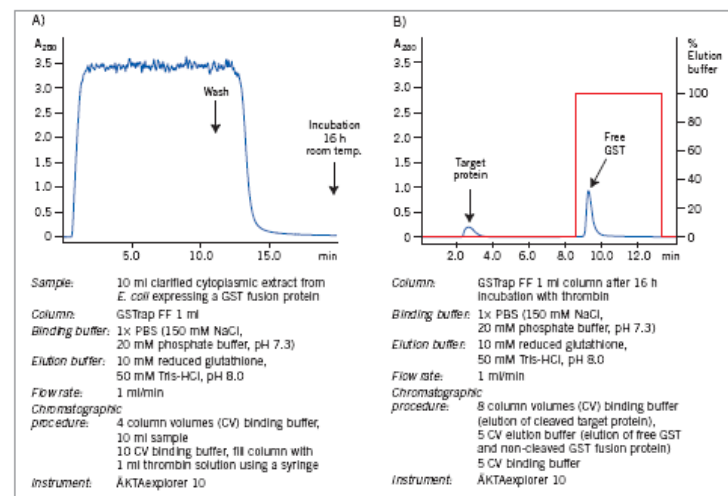 A)
A280
3.5
3.0
2.5
2.0
1.5
1.0
0.5
0
Wash
Incubation
16 h
room temp.
5.0 10.0 15.0 min
Sample: 10 ml clarified cytoplasmic extract from
E. coli expressing a GST fusion protein
Column: GSTrap FF 1 ml
Binding buffer: 1x PBS (150 mM NaCl,
20 mM phosphate buffer, pH 7.3)
Elution buffer: 10 mM reduced glutathione,
50 mM Tris-HCl, pH 8.0
Flow rate: 1 ml/min
Chromatographic
procedure: 4 column volumes (CV) binding buffer,
10 ml sample
10 CV binding buffer, fill column with
1 ml thrombin solution using a syringe
Instrument: ÄKTAexplorer 10
B)
A280
3.5
3.0
2.5
2.0
1.5
1.0
0.5
0
%
Elution
buffer
100
80
60
40
20
0
Target
protein
Free
GST
2.0 4.0 6.0 8.0 10.0 12.0 min
Column: GSTrap FF 1 ml column after 16 h
incubation with thrombin
Binding buffer: 1x PBS (150 mM NaCl,
20 mM phosphate buffer, pH 7.3)
Elution buffer: 10 mM reduced glutathione,
50 mM Tris-HCl, pH 8.0
Flow rate: 1 ml/min
Chromatographic
procedure: 8 column volumes (CV) binding buffer
(elution of cleaved target protein),
5 CV elution buffer (elution of free GST
and non-cleaved GST fusion protein)
5 CV binding buffer
Instrument: ÄKTAexplorer 10